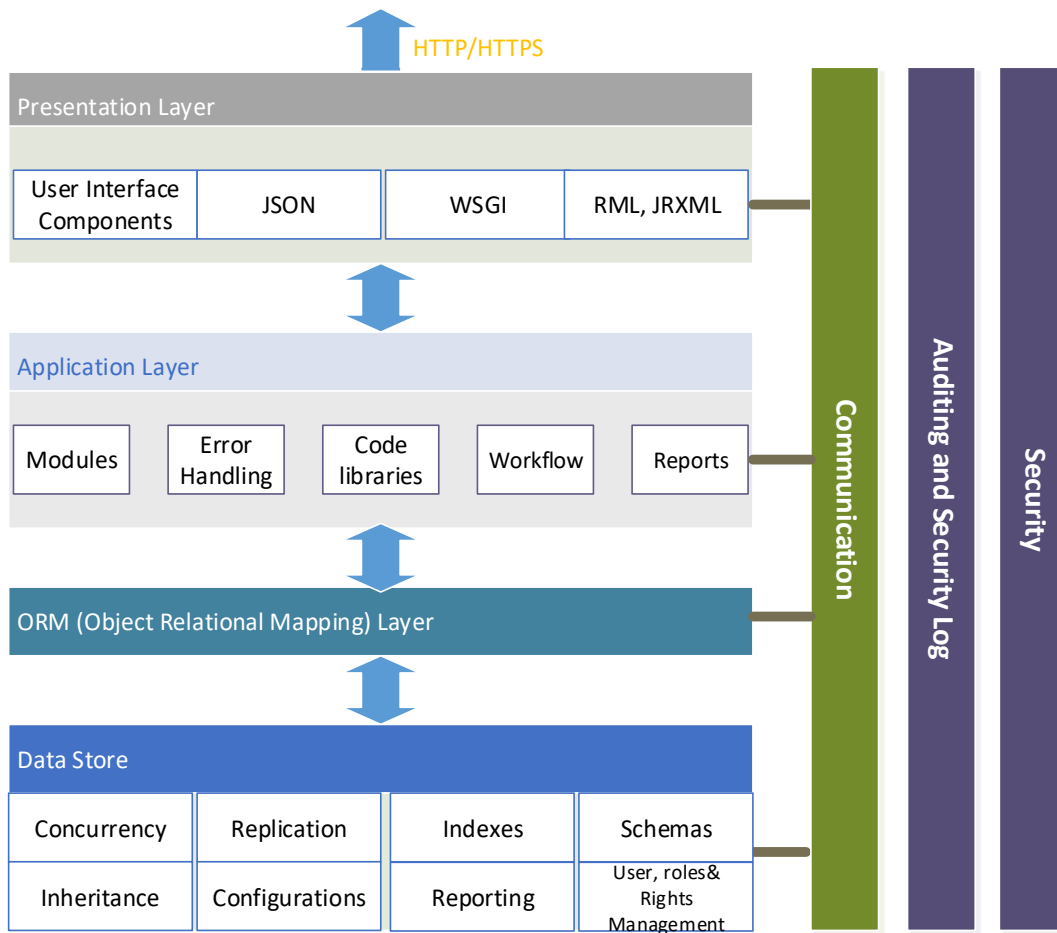 HTTP/HTTPS
Presentation Layer
User Interface
Components
JSON
WSGI
RML, JRXML
Application Layer
Modules
Error
Handling
Code
libraries
Workflow
Reports
ORM (Object Relational Mapping) Layer
Data Store
Concurrency
Replication
Indexes
Schemas
Inheritance
Configurations
Reporting
User, roles&
Rights
Management
Communication
Auditing and Security Log
Security